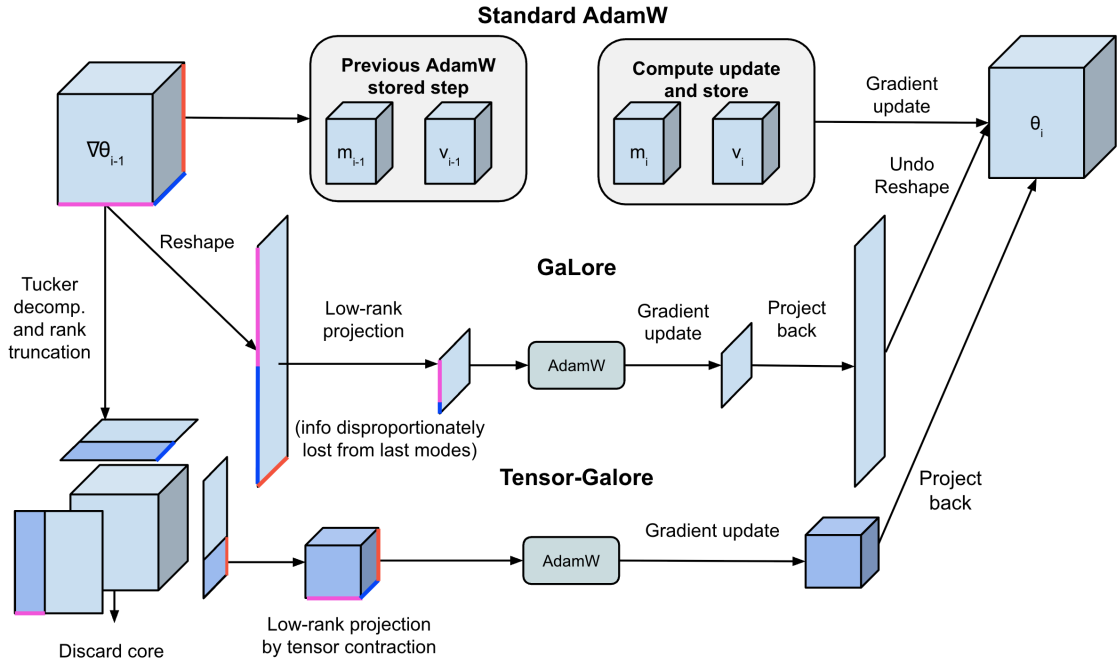 Standard AdamW
Previous AdamW
stored step
Compute update
and store
Gradient
update
∇θi-1
mi-1
vi-1
mi
vi
θi
Undo
Reshape
Reshape
GaLore
Tucker
decomp.
and rank
truncation
Low-rank
projection
Gradient
update
Project
back
AdamW
(info disproportionately
lost from last modes)
Tensor-Galore
Project
back
Gradient update
AdamW
Low-rank projection
by tensor contraction
Discard core